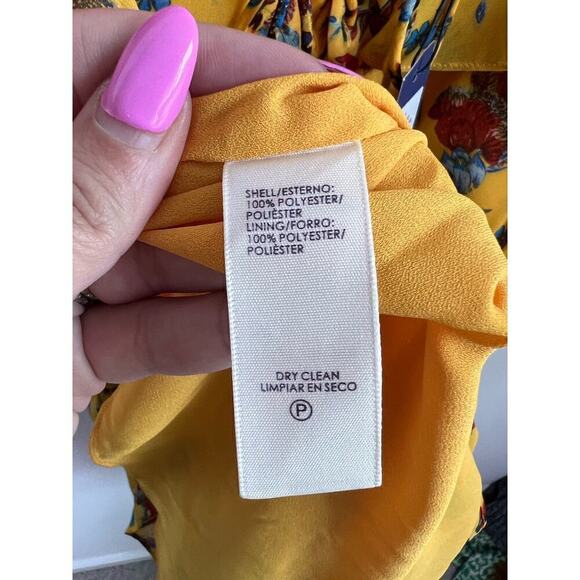 SHELL/ESTERNO:
100% POLYESTER/
POLIÈSTER
LINING/FORRO:
100% POLYESTER/
POLIÈSTER
DRY CLEAN
LIMPIAR EN SECO
P